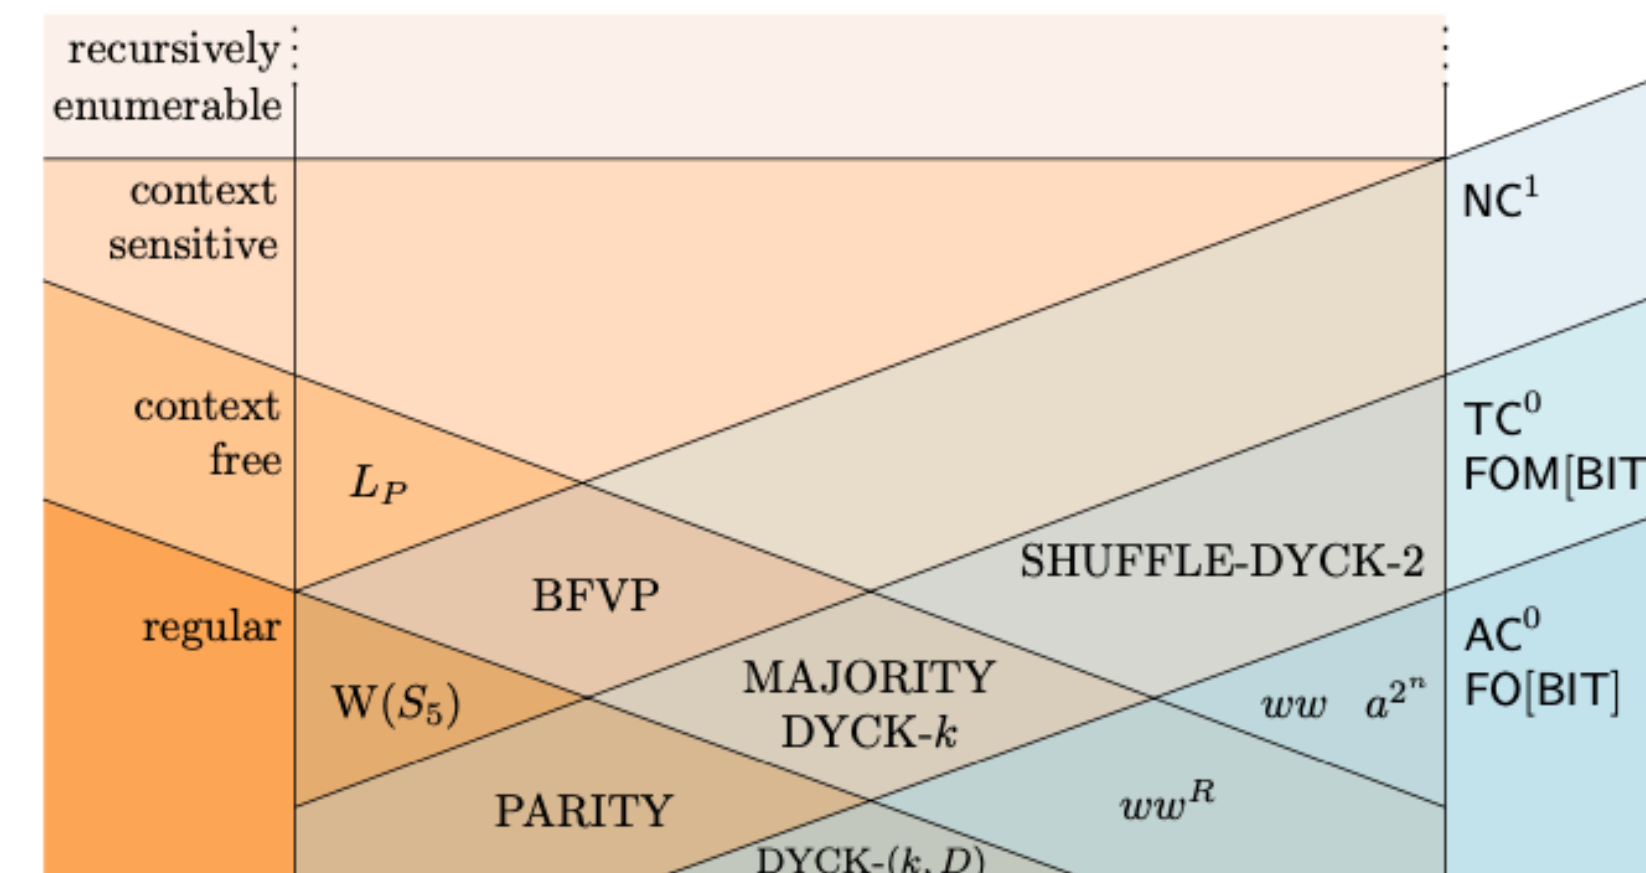 recursively
enumerable
context
sensitive
NC¹
context
free
TC⁰
FOM[BIT
L_P
SHUFFLE-DYCK-2
BFVP
regular
AC⁰
FO[BIT]
W(S₅)
MAJORITY
DYCK-k
ww a^{2^n}
PARITY
ww^R
DYCK-(k, D)